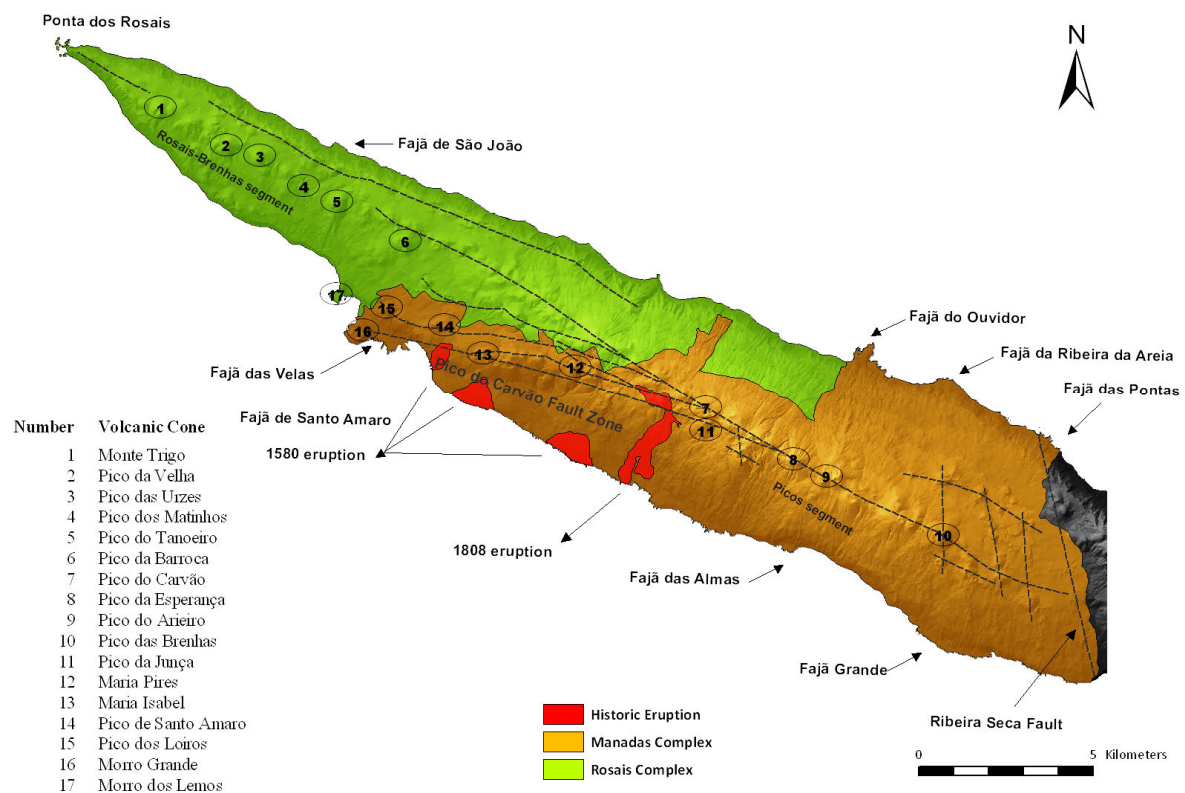 Ponta dos Rosais
N
1
Fajã de São João
2
3
Rosais-Brenhas segment
4
5
6
17
15
16
14
13
12
Fajã do Ouvidor
Fajã da Ribeira da Areia
Fajã das Pontas
Fajã das Velas
Pico do Carvão Fault Zone
7
11
8
9
Picos segment
10
Fajã de Santo Amaro
1580 eruption
1808 eruption
Fajã das Almas
Fajã Grande
Ribeira Seca Fault
Number Volcanic Cone
1 Monte Trigo
2 Pico da Velha
3 Pico das Urzes
4 Pico dos Matinhos
5 Pico do Tanoeiro
6 Pico da Barroca
7 Pico do Carvão
8 Pico da Esperança
9 Pico do Arieiro
10 Pico das Brenhas
11 Pico da Junça
12 Maria Pires
13 Maria Isabel
14 Pico de Santo Amaro
15 Pico dos Loiros
16 Morro Grande
17 Morro dos Lemos
Historic Eruption
Manadas Complex
Rosais Complex
0 5 Kilometers